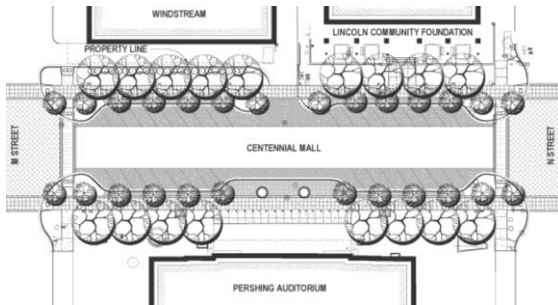 WINDSTREAM
LINCOLN COMMUNITY FOUNDATION
PROPERTY LINE
M STREET
CENTENNIAL MALL
N STREET
PERSHING AUDITORIUM